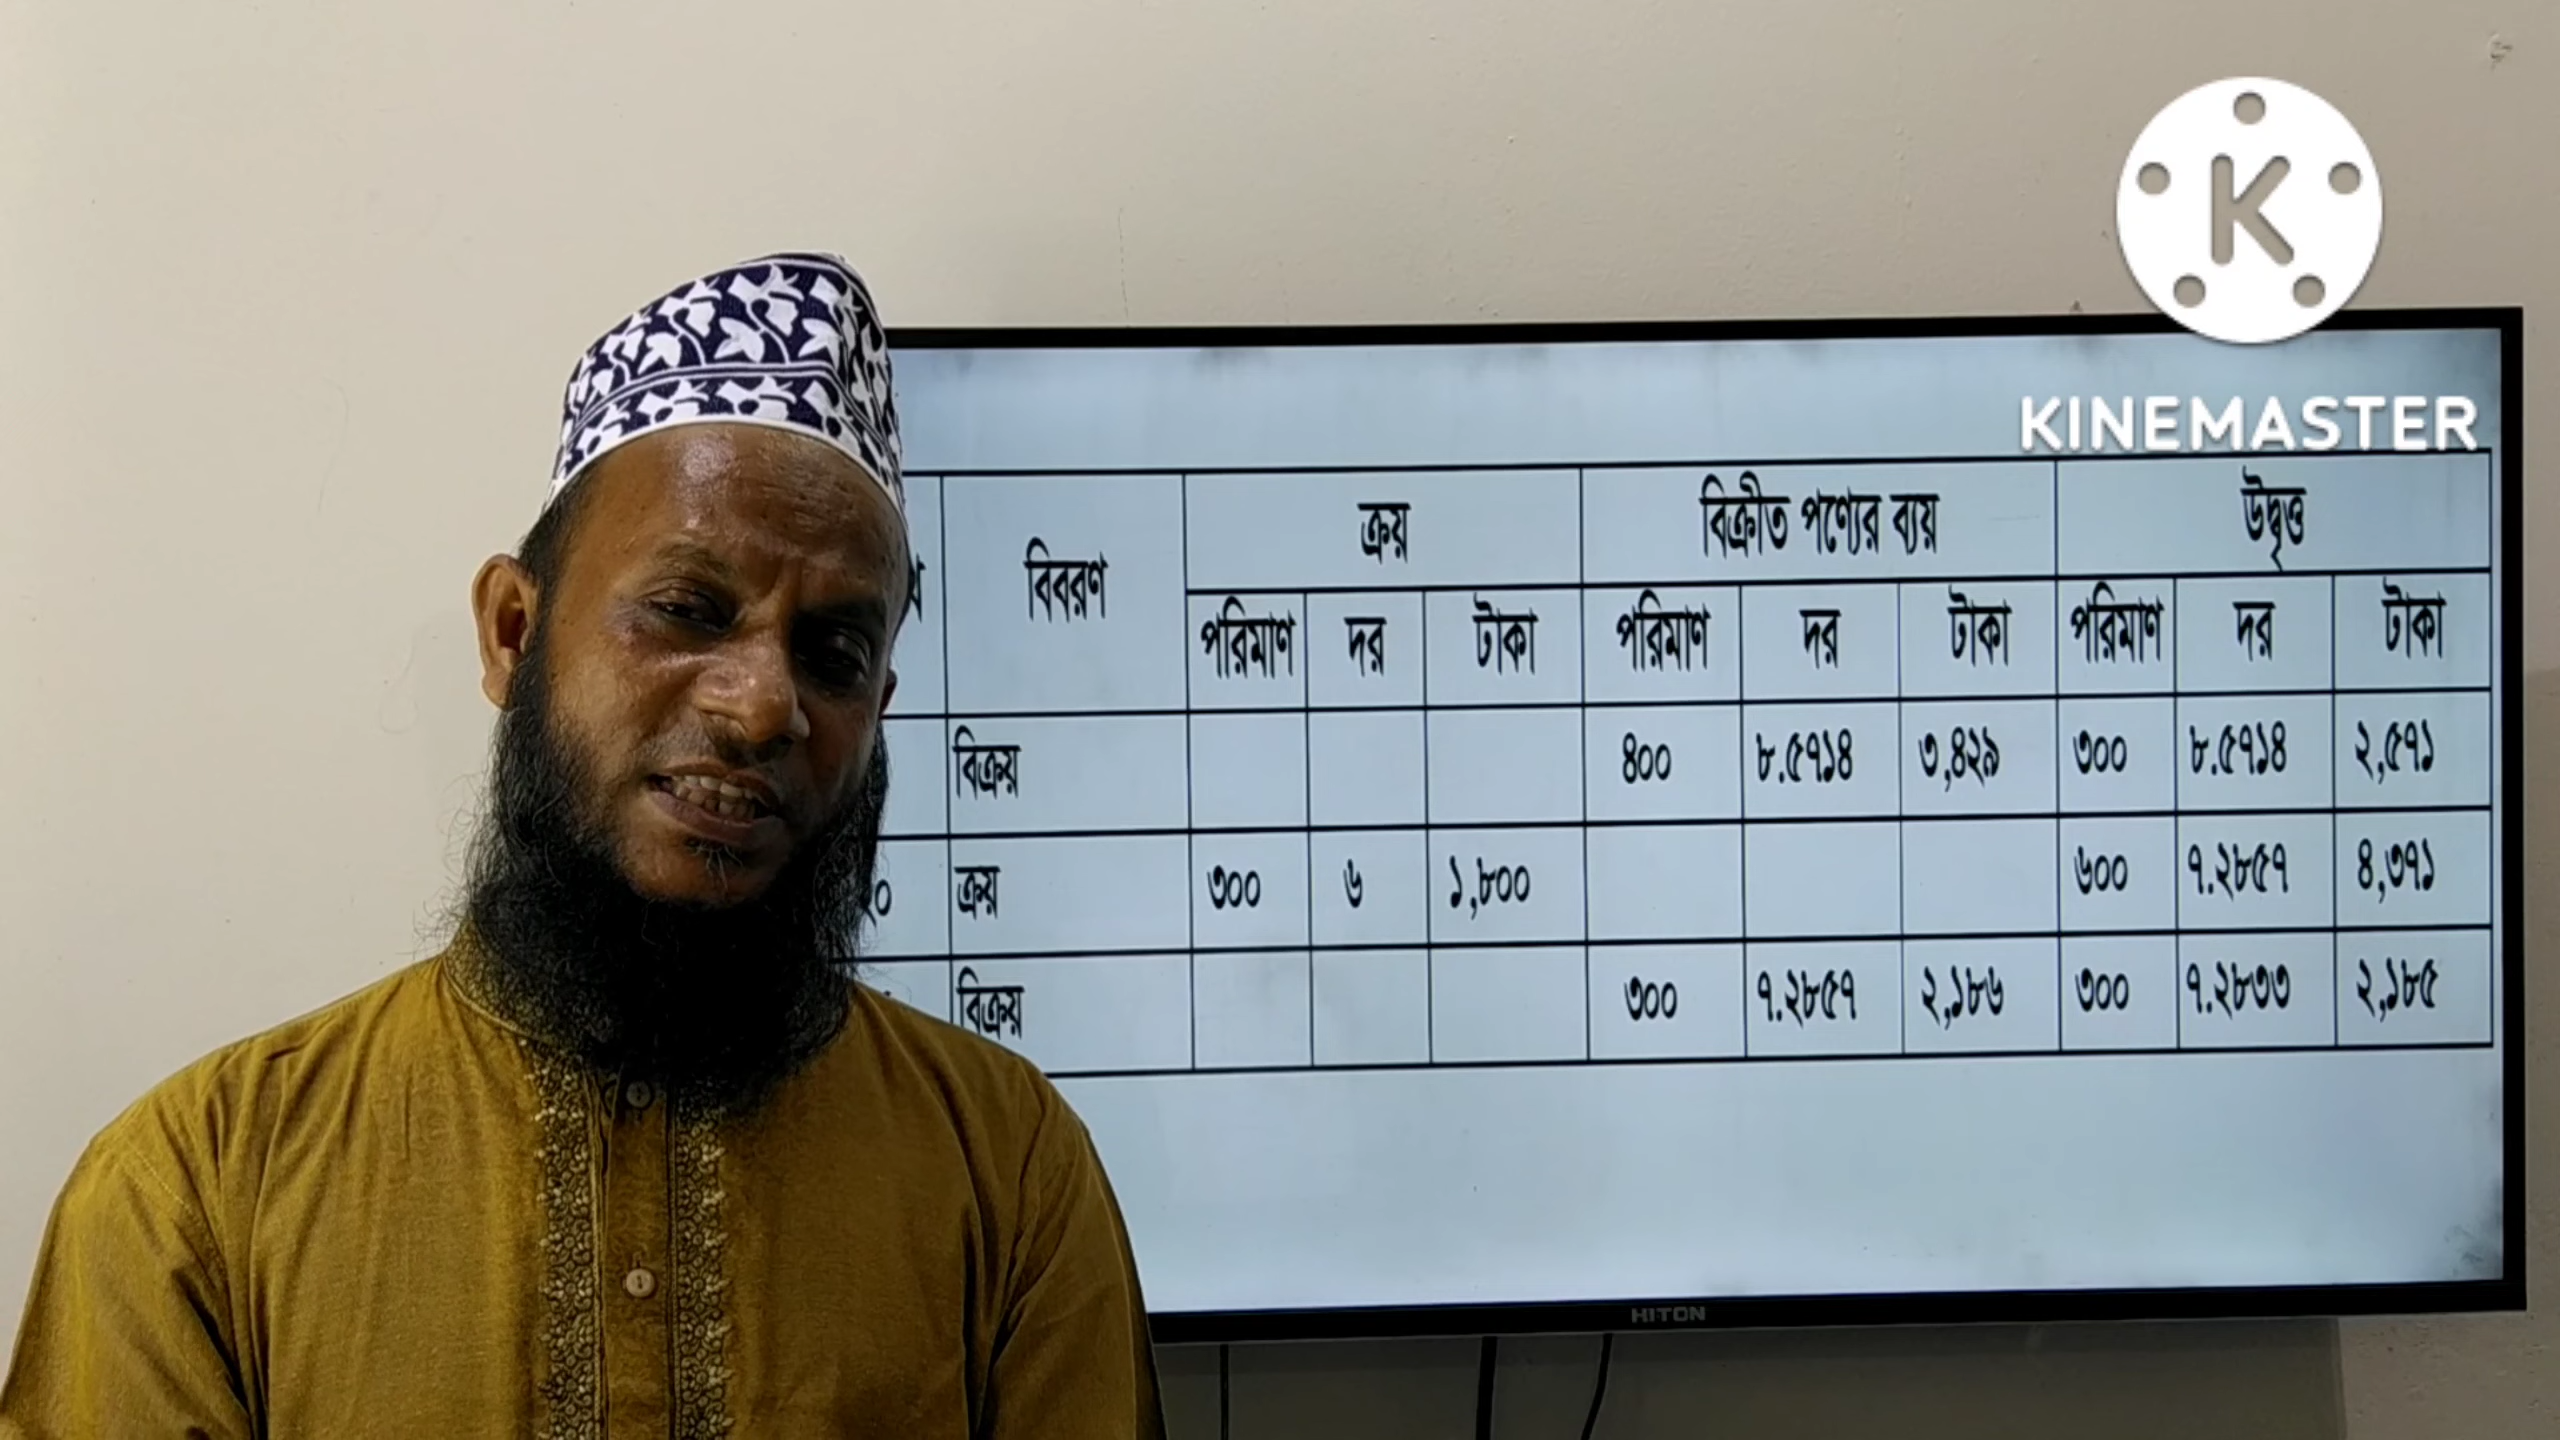 K
KINEMASTER
বিবরণ ক্রয় বিক্রীত পণ্যের ব্যয় উদ্বৃত্ত
পরিমাণ দর টাকা পরিমাণ দর টাকা পরিমাণ দর টাকা
বিক্রয় ৪০০ ৮.৫৭১৪ ৩,৪২৯ ৩০০ ৮.৫৭১৪ ২,৫৭১
ক্রয় ৩০০ ৬ ১,৮০০ ৬০০ ৭.২৮৫৭ ৪,৩৭১
বিক্রয় ৩০০ ৭.২৮৫৭ ২,১৮৬ ৩০০ ৭.২৮৩৩ ২,১৮৫
HITON